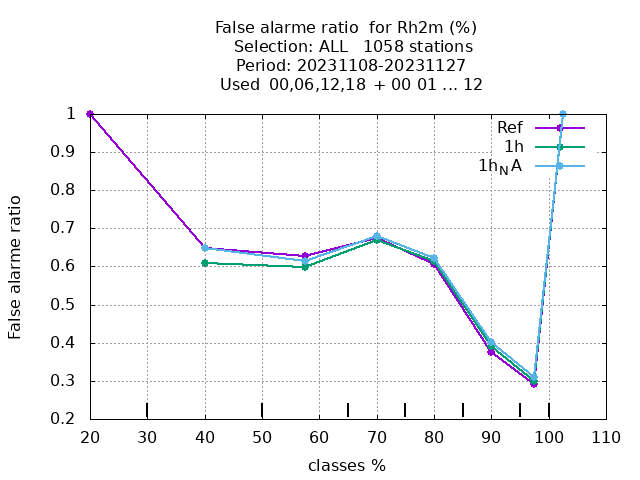 False alarme ratio  for Rh2m (%)
Selection: ALL   1058 stations
Period: 20231108-20231127
Used  00,06,12,18  + 00 01 ... 12
Ref
1h
1h_NA
1
0.9
0.8
0.7
0.6
0.5
0.4
0.3
0.2
False alarme ratio
20 30 40 50 60 70 80 90 100 110
classes %